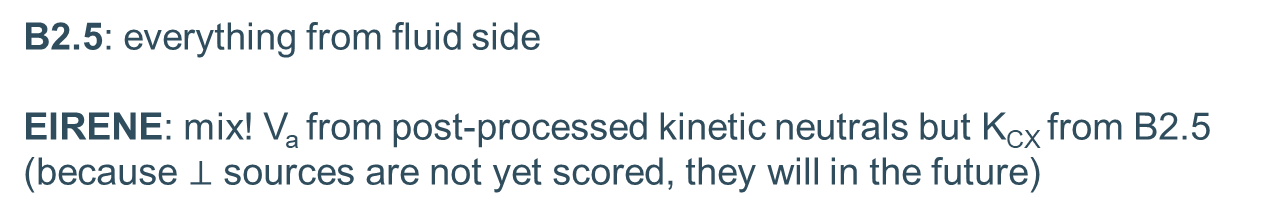 B2.5: everything from fluid side
EIRENE: mix! Vₐ from post-processed kinetic neutrals but K_CX from B2.5
(because ⊥ sources are not yet scored, they will in the future)